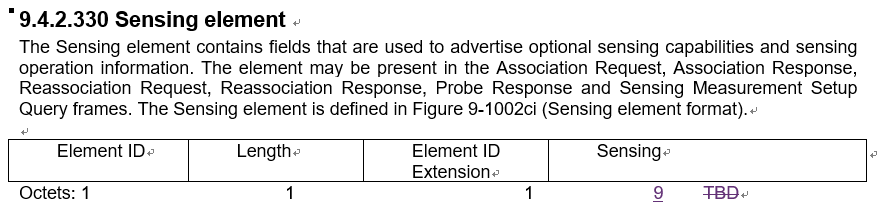 9.4.2.330 Sensing element
The Sensing element contains fields that are used to advertise optional sensing capabilities and sensing
operation information. The element may be present in the Association Request, Association Response,
Reassociation Request, Reassociation Response, Probe Response and Sensing Measurement Setup
Query frames. The Sensing element is defined in Figure 9-1002ci (Sensing element format).
Element ID Length Element ID Sensing
Extension
Octets: 1 1 1 9 TBD